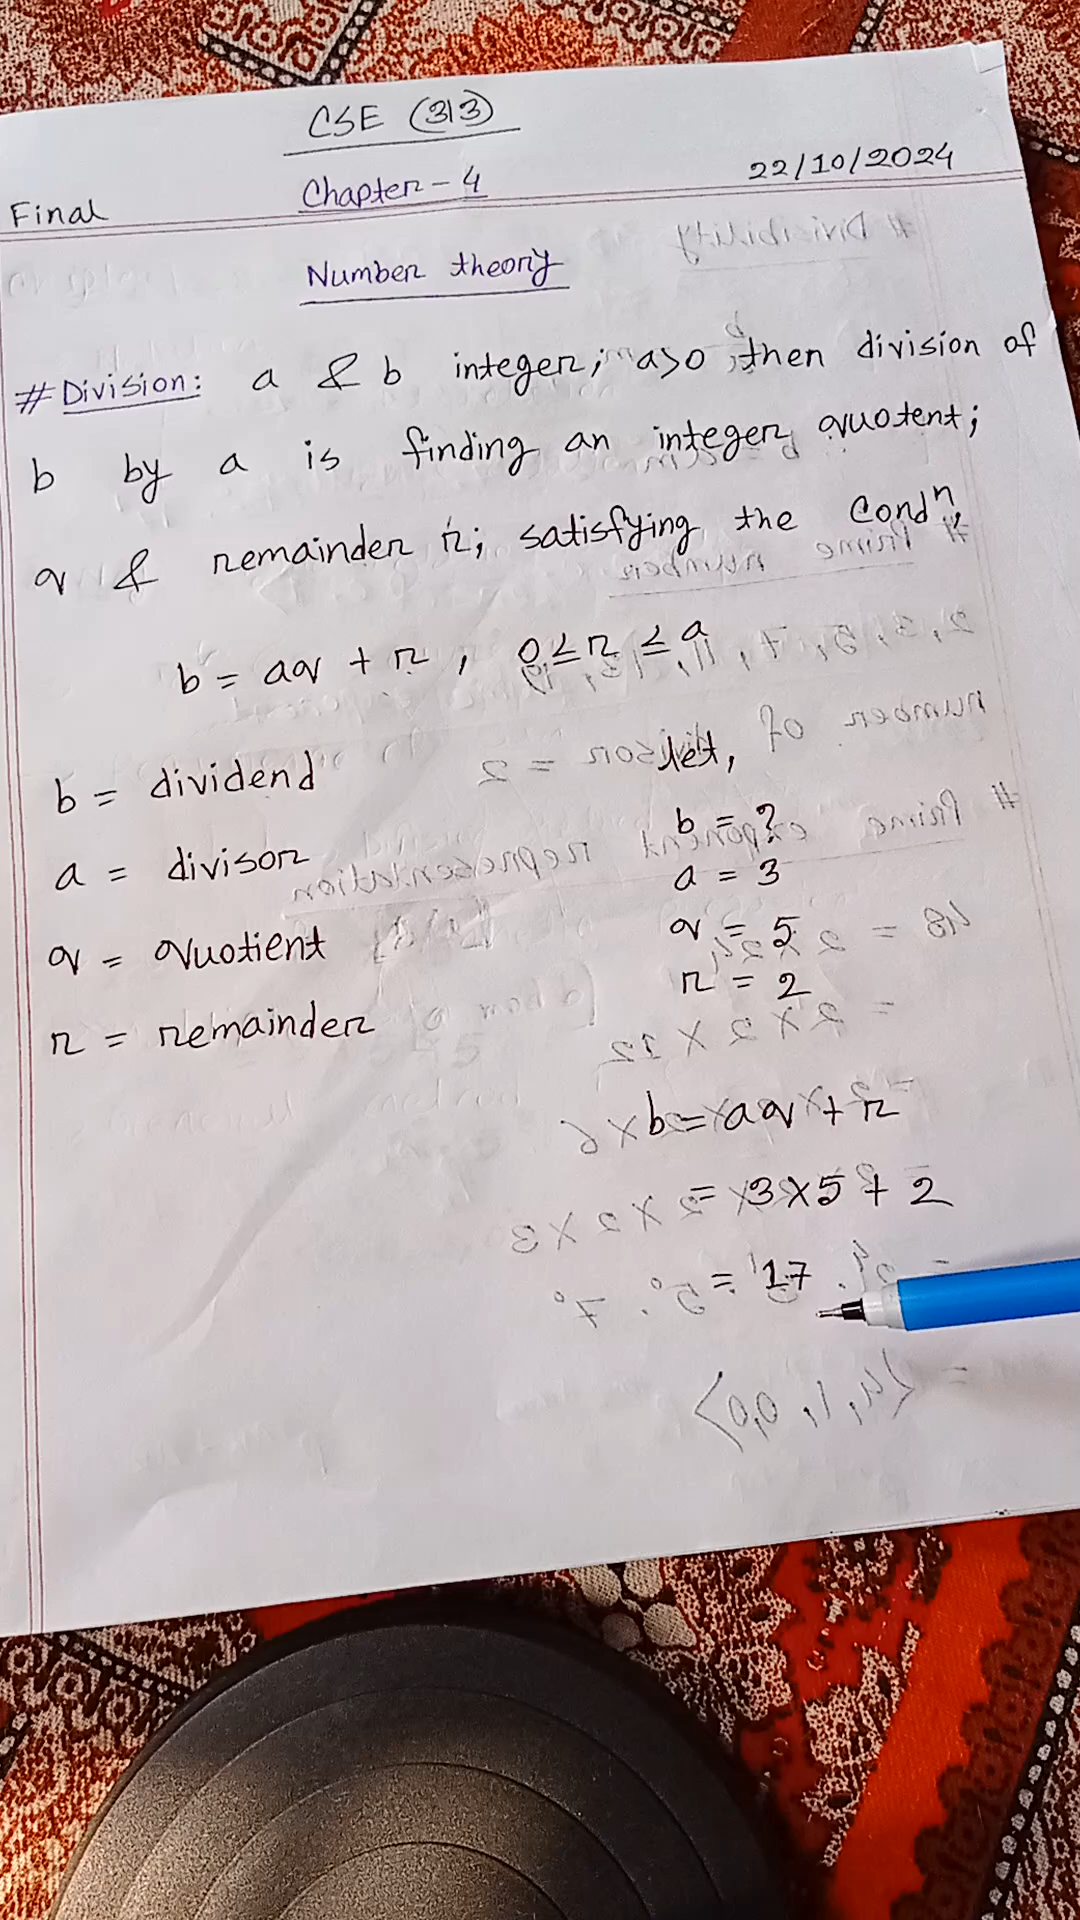 CSE (313)
Final
Chapter - 4
22/10/2024
Number theory
# Division: a & b integer; a>0, then division of
b by a is finding an integer quotent;
q & remainder r; satisfying the condⁿ,
b = aq + r , 0 ≤ r ≤ a
b = dividend
a = divisor
q = quotient
r = remainder
let,
b = ?
a = 3
q = 5
r = 2
b = aq + r
= 3 × 5 + 2
= 17